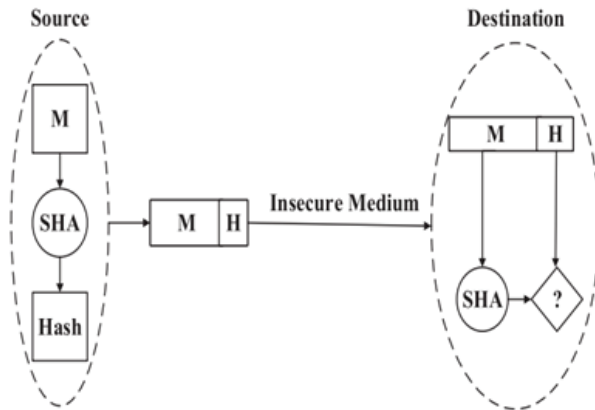 Source
Destination
M
SHA
Hash
M H
Insecure Medium
M H
SHA
?